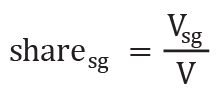 share_sg = V_sg / V